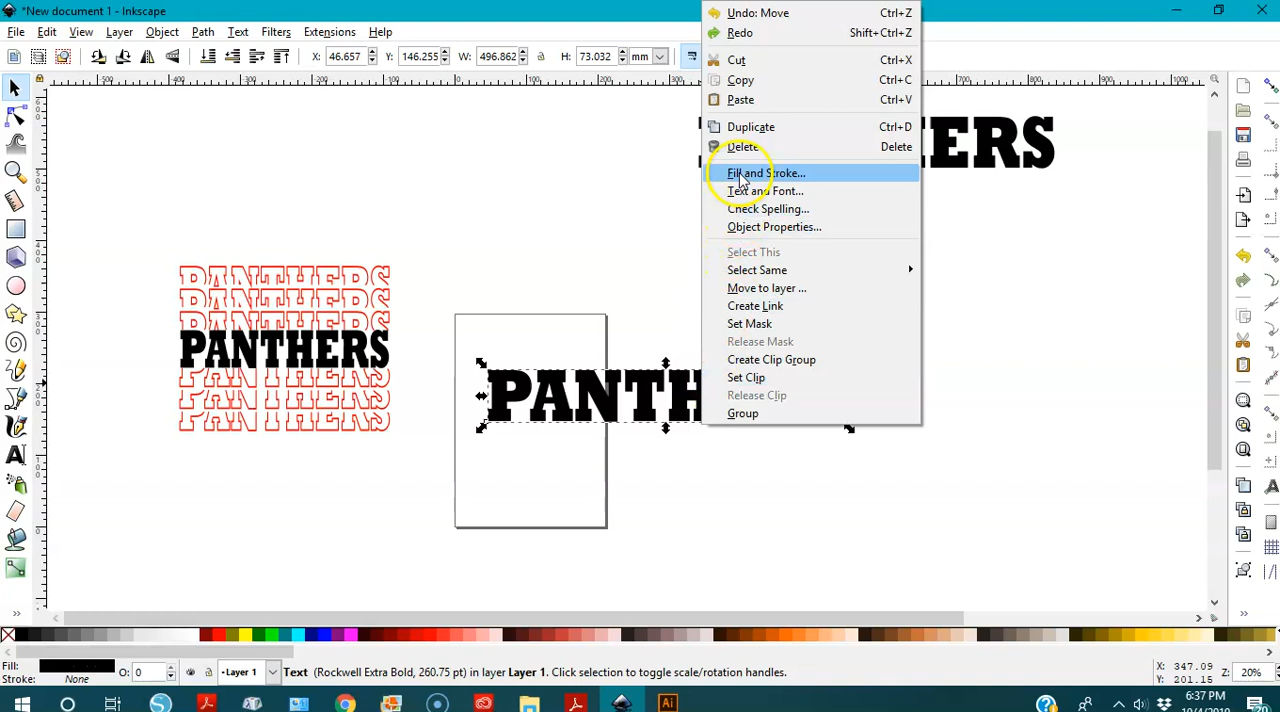 *New document 1 - Inkscape
File Edit View Layer Object Path Text Filters Extensions Help
X: 46.657 Y: 146.255 W: 496.862 H: 73.032 mm
Undo: Move Ctrl+Z
Redo Shift+Ctrl+Z
Cut Ctrl+X
Copy Ctrl+C
Paste Ctrl+V
Duplicate Ctrl+D
Delete Delete
Fill and Stroke...
Text and Font...
Check Spelling...
Object Properties...
Select This
Select Same
Move to layer ...
Create Link
Set Mask
Release Mask
Create Clip Group
Set Clip
Release Clip
Group
HERS
PANTHERS
PANTHERS
PANTHERS
PANTHERS
PANTHERS
PANTHERS
PANTHERS
PANTH
Fill:
Stroke: None
O: 0
Layer 1
Text (Rockwell Extra Bold, 260.75 pt) in layer Layer 1. Click selection to toggle scale/rotation handles.
X: 347.09
Y: 201.15
Z: 20%
6:37 PM